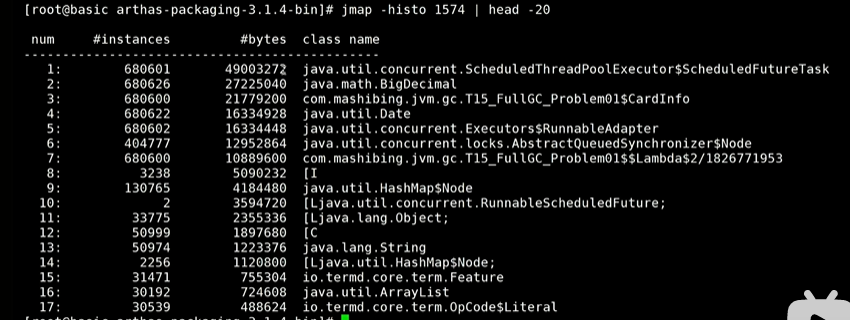 [root@basic arthas-packaging-3.1.4-bin]# jmap -histo 1574 | head -20
num #instances #bytes class name
----------------------------------------------
1: 680601 49003272 java.util.concurrent.ScheduledThreadPoolExecutor$ScheduledFutureTask
2: 680626 27225040 java.math.BigDecimal
3: 680600 21779200 com.mashibing.jvm.gc.T15_FullGC_Problem01$CardInfo
4: 680622 16334928 java.util.Date
5: 680602 16334448 java.util.concurrent.Executors$RunnableAdapter
6: 404777 12952864 java.util.concurrent.locks.AbstractQueuedSynchronizer$Node
7: 680600 10889600 com.mashibing.jvm.gc.T15_FullGC_Problem01$$Lambda$2/1826771953
8: 3238 5090232 [I
9: 130765 4184480 java.util.HashMap$Node
10: 2 3594720 [Ljava.util.concurrent.RunnableScheduledFuture;
11: 33775 2355336 [Ljava.lang.Object;
12: 50999 1897680 [C
13: 50974 1223376 java.lang.String
14: 2256 1120800 [Ljava.util.HashMap$Node;
15: 31471 755304 io.termd.core.term.Feature
16: 30192 724608 java.util.ArrayList
17: 30539 488624 io.termd.core.term.OpCode$Literal
[root@basic arthas-packaging-3.1.4-bin]#